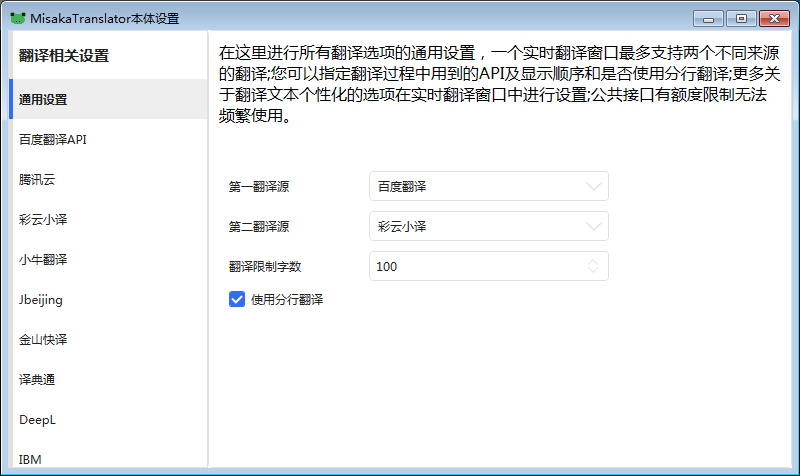 MisakaTranslator本体设置
翻译相关设置
通用设置
百度翻译API
腾讯云
彩云小译
小牛翻译
Jbeijing
金山快译
译典通
DeepL
IBM
在这里进行所有翻译选项的通用设置，一个实时翻译窗口最多支持两个不同来源
的翻译;您可以指定翻译过程中用到的API及显示顺序和是否使用分行翻译;更多关
于翻译文本个性化的选项在实时翻译窗口中进行设置;公共接口有额度限制无法
频繁使用。
第一翻译源 百度翻译
第二翻译源 彩云小译
翻译限制字数 100
使用分行翻译